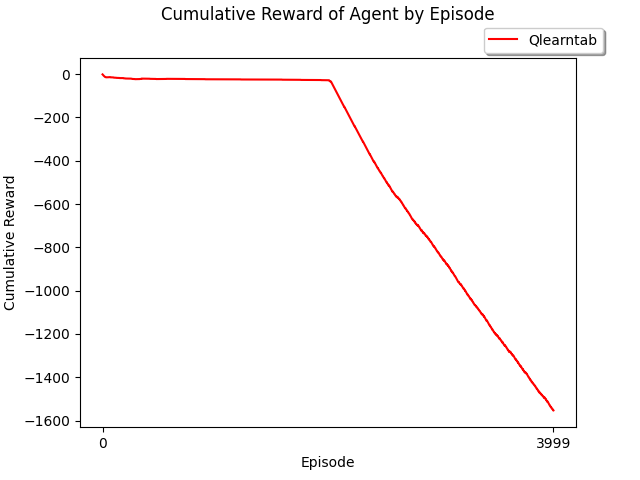 Cumulative Reward of Agent by Episode
Qlearntab
0
−200
−400
−600
−800
−1000
−1200
−1400
−1600
Cumulative Reward
0 3999
Episode